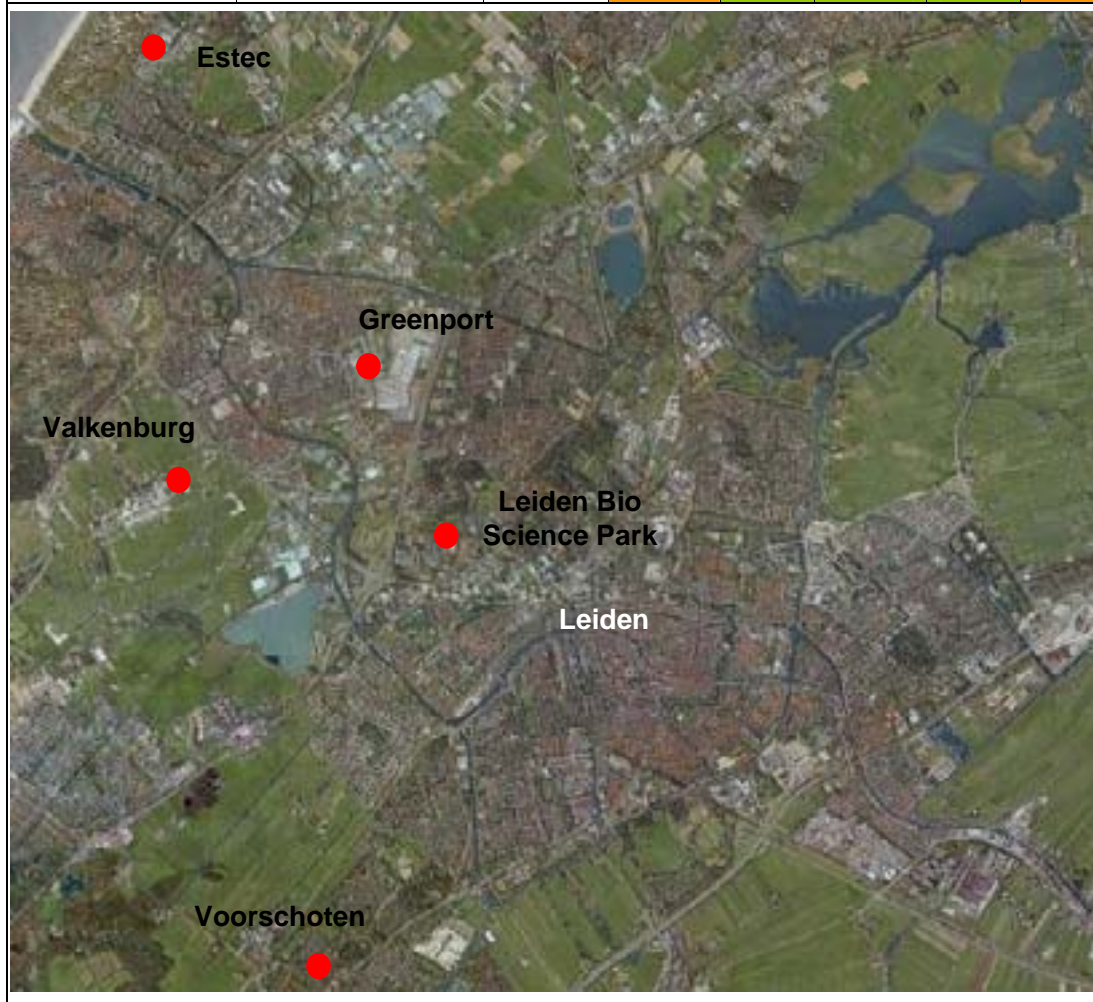 Estec
Greenport
Valkenburg
Leiden Bio
Science Park
Leiden
Voorschoten